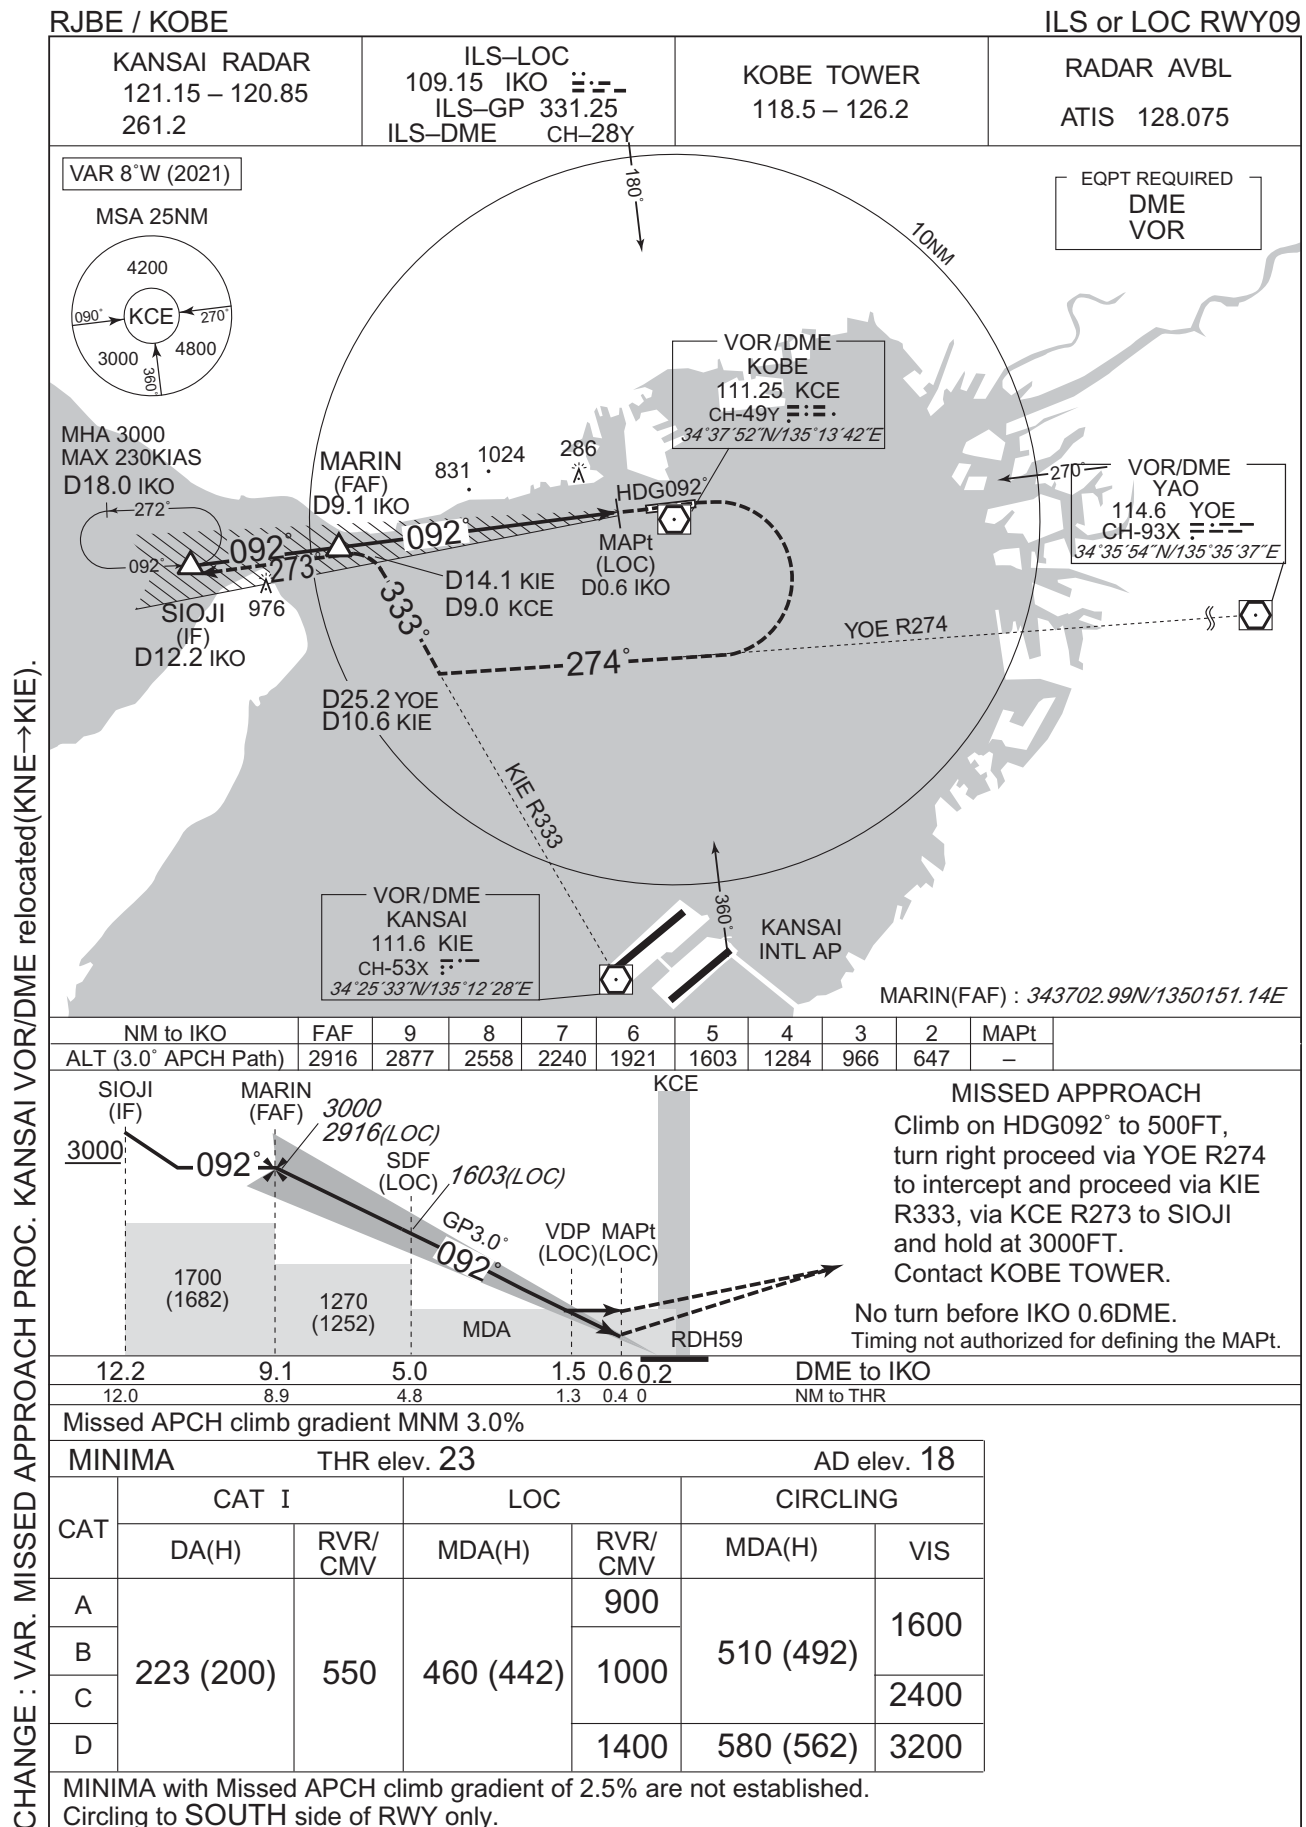 RJBE / KOBE
ILS or LOC RWY09
KANSAI RADAR
121.15 – 120.85
261.2
ILS–LOC
109.15 IKO
ILS–GP 331.25
ILS–DME CH–28Y
KOBE TOWER
118.5 – 126.2
RADAR AVBL
ATIS 128.075
VAR 8°W (2021)
MSA 25NM
4200
090°
KCE
270°
3000
4800
360°
180°
10NM
EQPT REQUIRED
DME
VOR
VOR/DME
KOBE
111.25 KCE
CH-49Y
34°37´52˝N/135°13´42˝E
MHA 3000
MAX 230KIAS
D18.0 IKO
272°
092°
MARIN
(FAF)
D9.1 IKO
831
1024
286
HDG092°
270°
VOR/DME
YAO
114.6 YOE
CH-93X
34°35´54˝N/135°35´37˝E
092°
092°
273°
976
SIOJI
(IF)
D12.2 IKO
MAPt
(LOC)
D0.6 IKO
D14.1 KIE
D9.0 KCE
333°
YOE R274
274°
D25.2 YOE
D10.6 KIE
KIE R333
VOR/DME
KANSAI
111.6 KIE
CH-53X
34°25´33˝N/135°12´28˝E
360°
KANSAI
INTL AP
MARIN(FAF) : 343702.99N/1350151.14E
NM to IKO FAF 9 8 7 6 5 4 3 2 MAPt
ALT (3.0° APCH Path) 2916 2877 2558 2240 1921 1603 1284 966 647 –
SIOJI
(IF)
MARIN
(FAF)
3000
2916(LOC)
KCE
3000
092°
SDF
(LOC)
1603(LOC)
GP3.0°
092°
VDP
(LOC)
MAPt
(LOC)
1700
(1682)
1270
(1252)
MDA
RDH59
MISSED APPROACH
Climb on HDG092° to 500FT,
turn right proceed via YOE R274
to intercept and proceed via KIE
R333, via KCE R273 to SIOJI
and hold at 3000FT.
Contact KOBE TOWER.
No turn before IKO 0.6DME.
Timing not authorized for defining the MAPt.
12.2 9.1 5.0 1.5 0.6 0.2 DME to IKO
12.0 8.9 4.8 1.3 0.4 0 NM to THR
Missed APCH climb gradient MNM 3.0%
MINIMA THR elev. 23 AD elev. 18
CAT
CAT I LOC CIRCLING
DA(H) RVR/CMV MDA(H) RVR/CMV MDA(H) VIS
A
B
C
D
223 (200)
550
460 (442)
900
1000
1400
510 (492)
580 (562)
1600
2400
3200
MINIMA with Missed APCH climb gradient of 2.5% are not established.
Circling to SOUTH side of RWY only.
CHANGE : VAR. MISSED APPROACH PROC. KANSAI VOR/DME relocated(KNE→KIE).